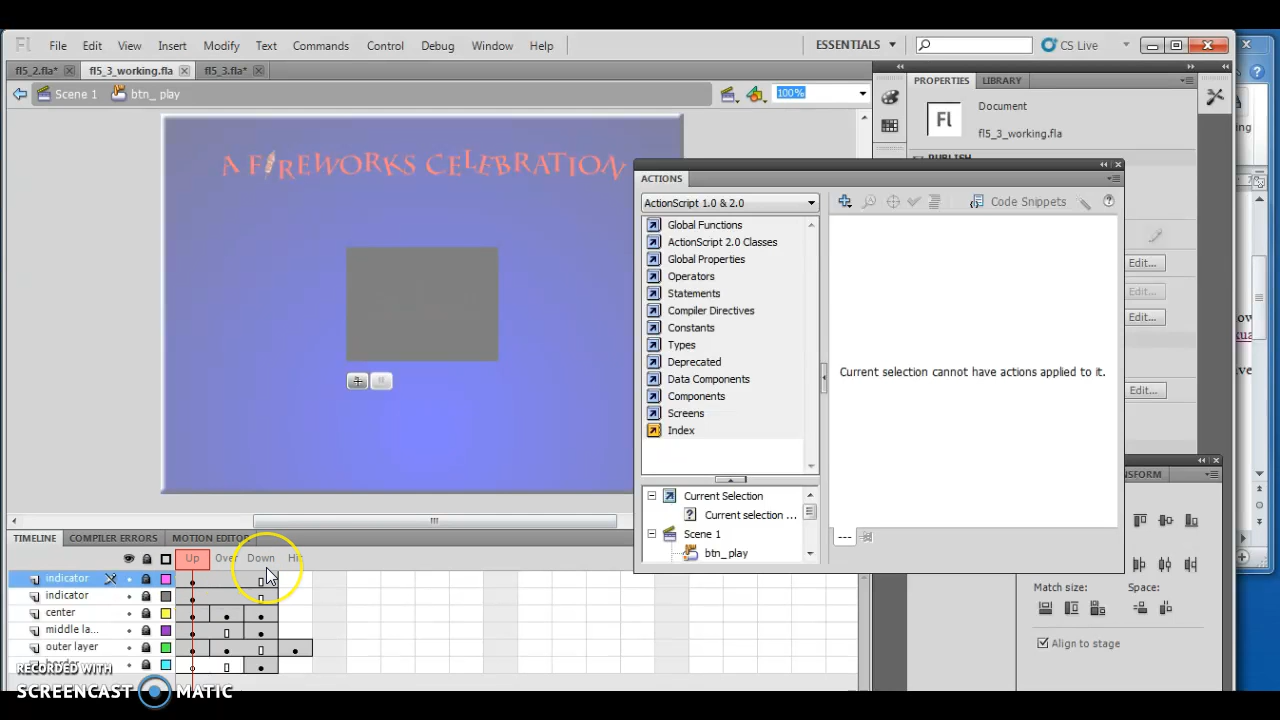 Fl File Edit View Insert Modify Text Commands Control Debug Window Help ESSENTIALS CS Live
fl5_2.fla* fl5_3_working.fla fl5_3.fla*
Scene 1 btn_ play 100%
PROPERTIES LIBRARY
Fl Document
fl5_3_working.fla
PUBLISH
A FIREWORKS CELEBRATION
ACTIONS
ActionScript 1.0 & 2.0
Code Snippets
Global Functions
ActionScript 2.0 Classes
Global Properties
Operators
Statements
Compiler Directives
Constants
Types
Deprecated
Data Components
Components
Screens
Index
Current selection cannot have actions applied to it.
Current Selection
Current selection ...
Scene 1
btn_ play
Edit...
Edit...
Edit...
Edit...
TIMELINE COMPILER ERRORS MOTION EDITOR
Up Over Down Hit
indicator
indicator
center
middle la...
outer layer
RECORDED WITH
SCREENCAST MATIC
Match size: Space:
Align to stage